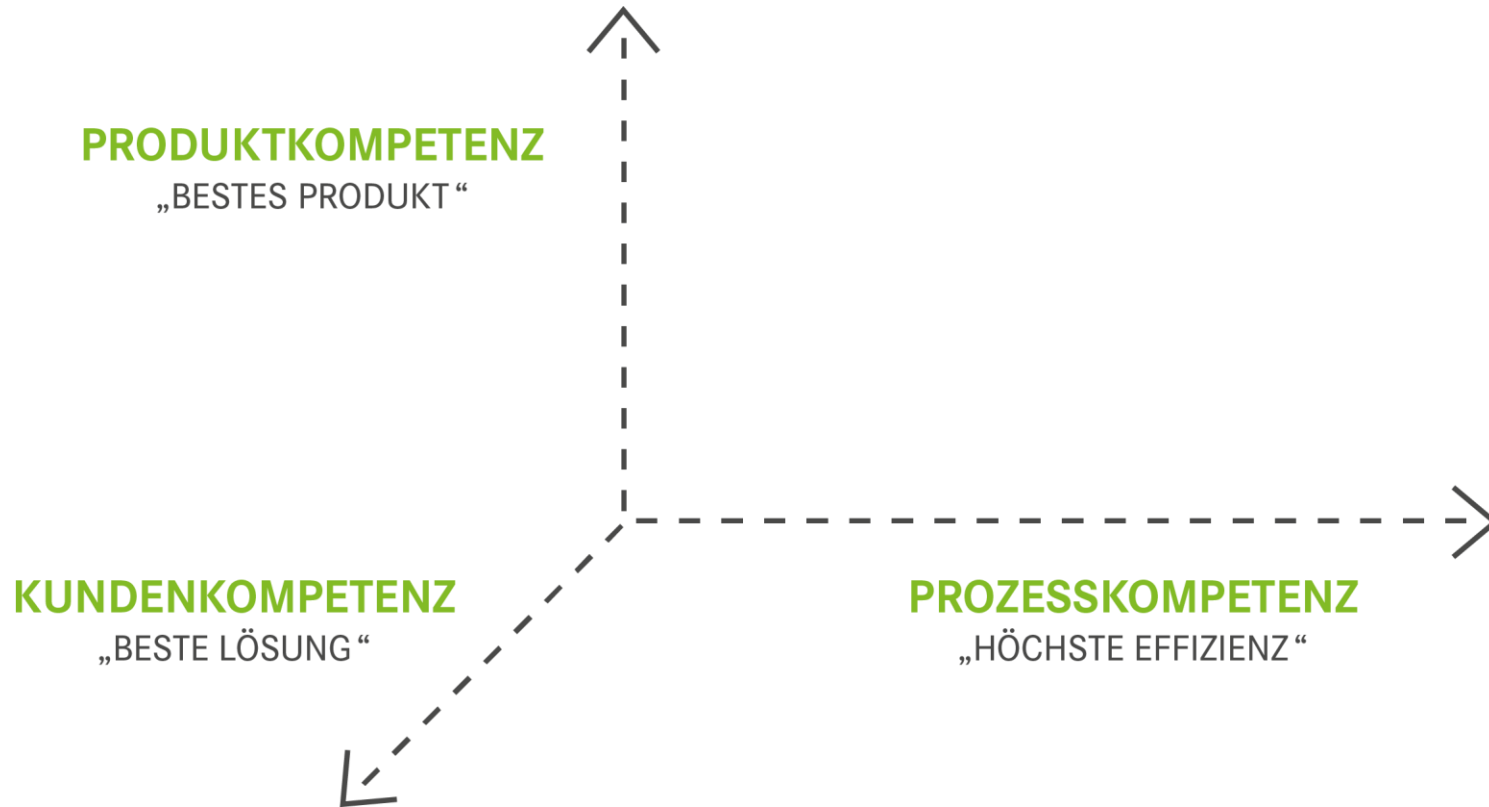 PRODUKTKOMPETENZ
„BESTES PRODUKT“
KUNDENKOMPETENZ
„BESTE LÖSUNG“
PROZESSKOMPETENZ
„HÖCHSTE EFFIZIENZ“